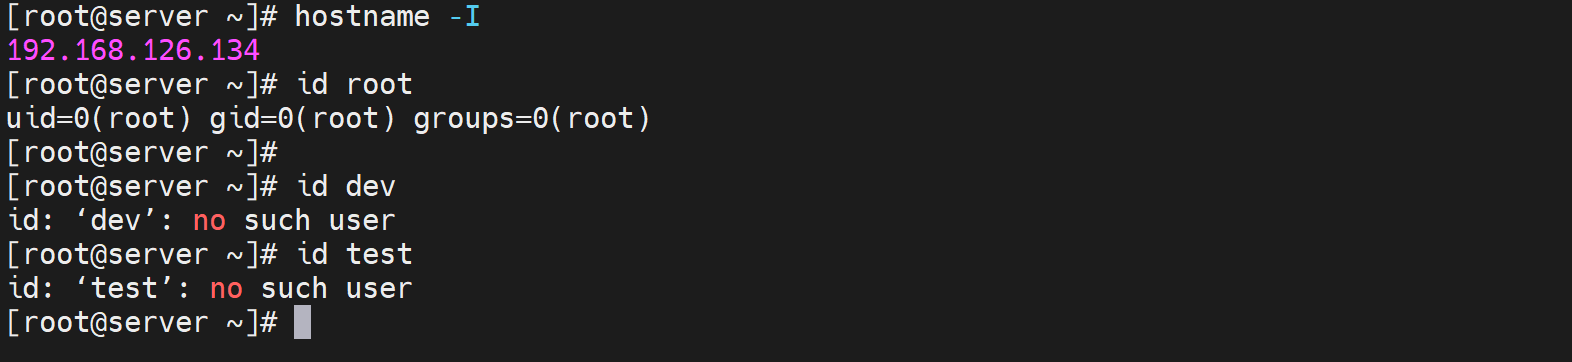 [root@server ~]# hostname -I
192.168.126.134
[root@server ~]# id root
uid=0(root) gid=0(root) groups=0(root)
[root@server ~]#
[root@server ~]# id dev
id: ‘dev’: no such user
[root@server ~]# id test
id: ‘test’: no such user
[root@server ~]#